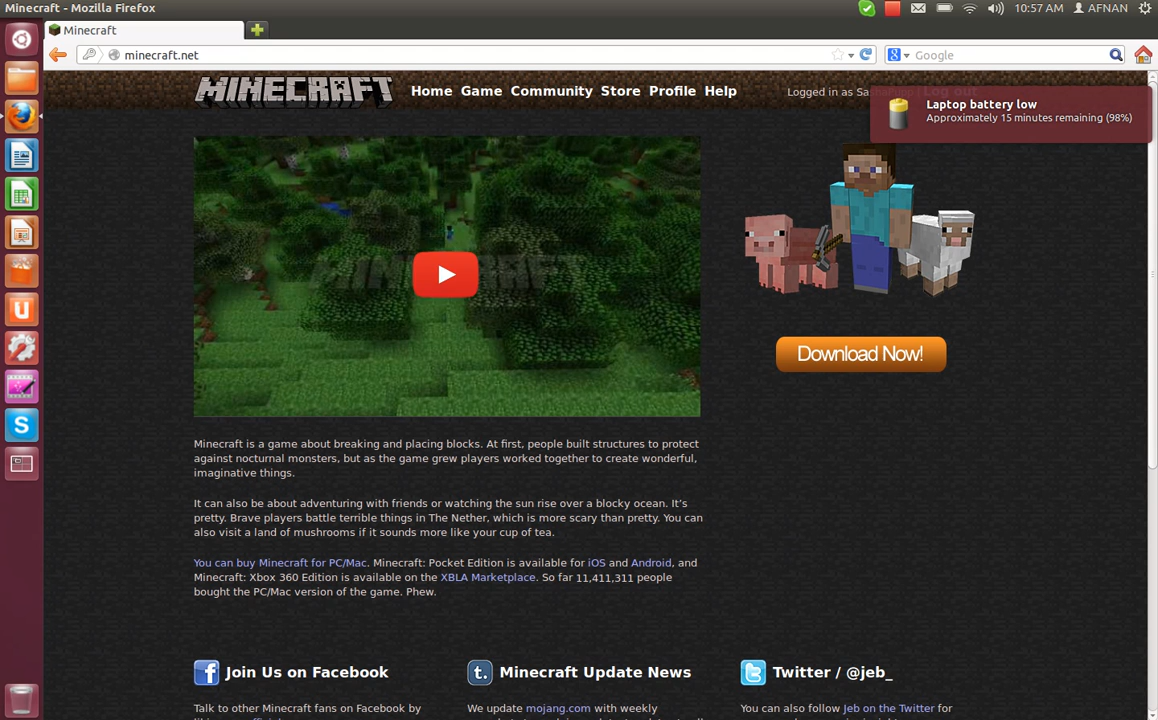 Minecraft - Mozilla Firefox
10:57 AM AFNAN
Minecraft
minecraft.net
Google
MINECRAFT
Home Game Community Store Profile Help
Logged in as
Laptop battery low
Approximately 15 minutes remaining (98%)
MINECRAFT
Download Now!
Minecraft is a game about breaking and placing blocks. At first, people built structures to protect
against nocturnal monsters, but as the game grew players worked together to create wonderful,
imaginative things.
It can also be about adventuring with friends or watching the sun rise over a blocky ocean. It's
pretty. Brave players battle terrible things in The Nether, which is more scary than pretty. You can
also visit a land of mushrooms if it sounds more like your cup of tea.
You can buy Minecraft for PC/Mac. Minecraft: Pocket Edition is available for iOS and Android, and
Minecraft: Xbox 360 Edition is available on the XBLA Marketplace. So far 11,411,311 people
bought the PC/Mac version of the game. Phew.
Join Us on Facebook
Talk to other Minecraft fans on Facebook by
Minecraft Update News
We update mojang.com with weekly
Twitter / @jeb_
You can also follow Jeb on the Twitter for